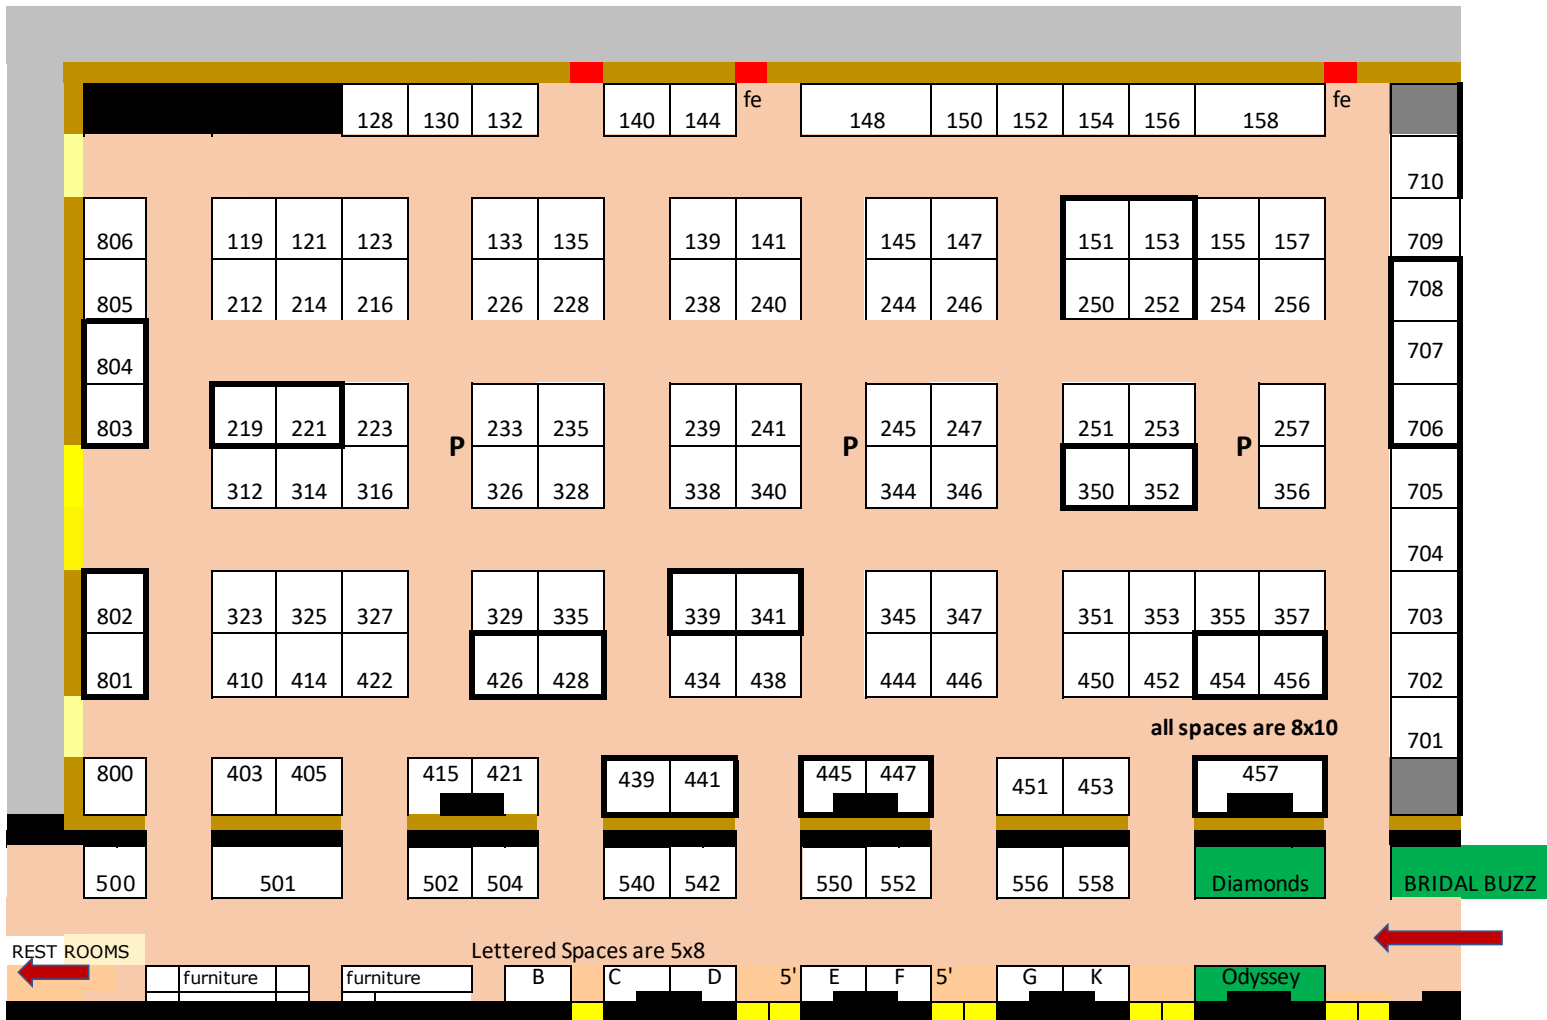 fe fe
128 130 132 140 144 148 150 152 154 156 158
710
806 119 121 123 133 135 139 141 145 147 151 153 155 157 709
805 212 214 216 226 228 238 240 244 246 250 252 254 256 708
804 707
803 219 221 223 P 233 235 239 241 P 245 247 251 253 P 257 706
312 314 316 326 328 338 340 344 346 350 352 356 705
704
802 323 325 327 329 335 339 341 345 347 351 353 355 357 703
801 410 414 422 426 428 434 438 444 446 450 452 454 456 702
all spaces are 8x10
701
800 403 405 415 421 439 441 445 447 451 453 457
500 501 502 504 540 542 550 552 556 558 Diamonds BRIDAL BUZZ
REST ROOMS Lettered Spaces are 5x8
furniture furniture B C D 5' E F 5' G K Odyssey